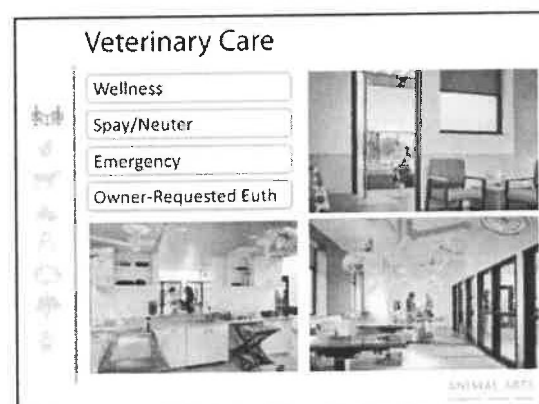 Veterinary Care
Wellness
Spay/Neuter
Emergency
Owner-Requested Euth
ANIMAL ARTS